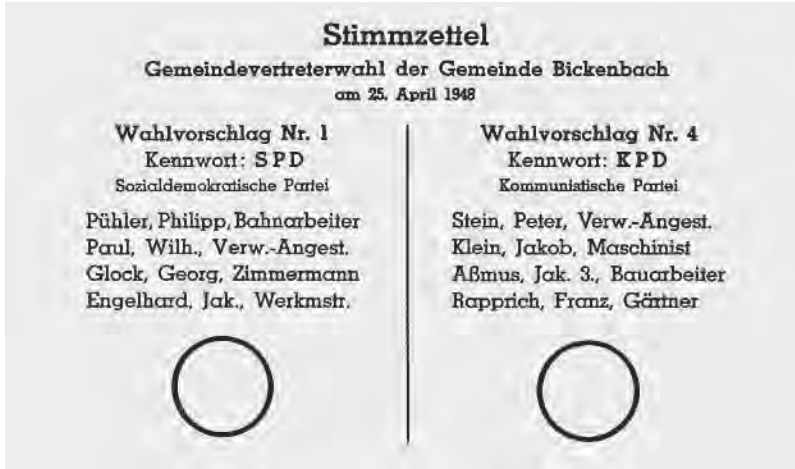 Stimmzettel
Gemeindevertreterwahl der Gemeinde Bickenbach
am 25. April 1948
Wahlvorschlag Nr. 1
Kennwort: SPD
Sozialdemokratische Partei
Pühler, Philipp, Bahnarbeiter
Paul, Wilh., Verw.-Angest.
Glock, Georg, Zimmermann
Engelhard, Jak., Werkmstr.
Wahlvorschlag Nr. 4
Kennwort: KPD
Kommunistische Partei
Stein, Peter, Verw.-Angest.
Klein, Jakob, Maschinist
Aßmus, Jak. 3., Bauarbeiter
Rapprich, Franz, Gärtner